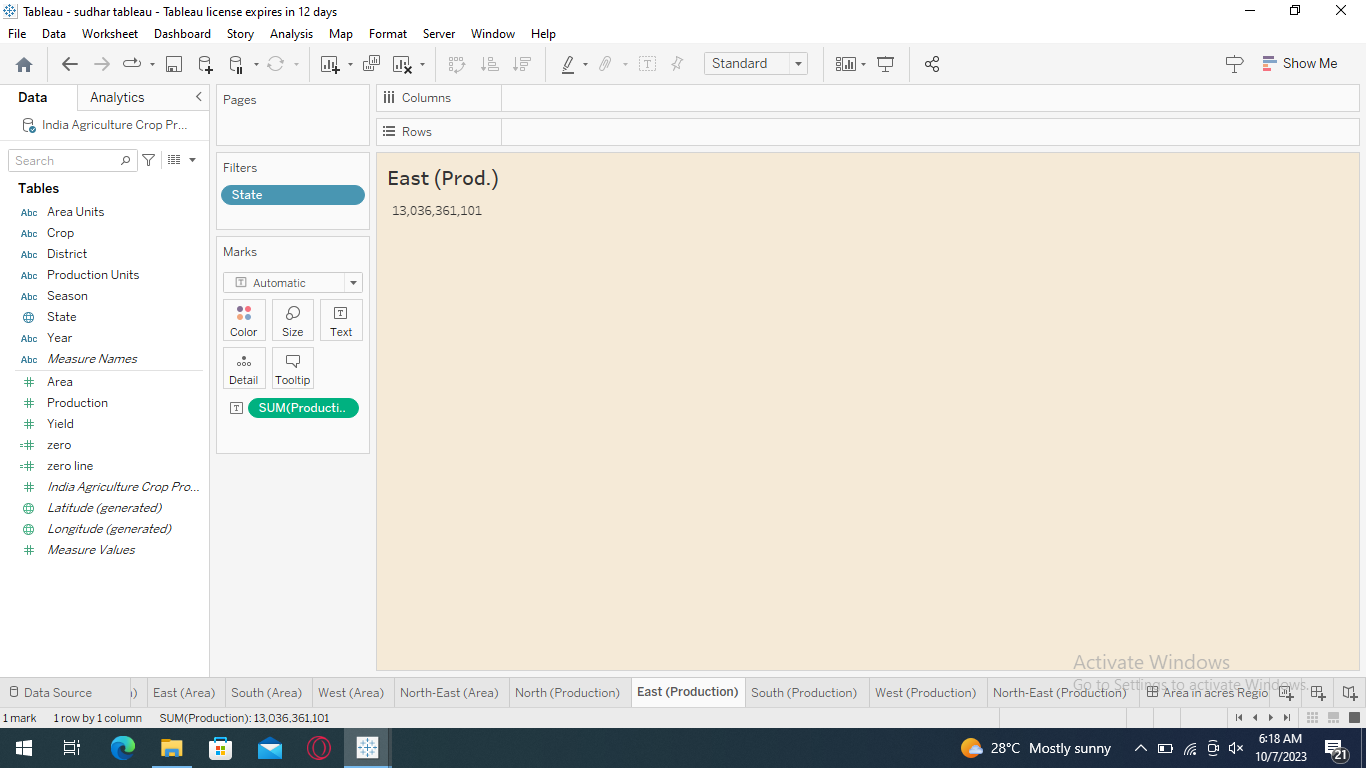 Tableau - sudhar tableau - Tableau license expires in 12 days
File Data Worksheet Dashboard Story Analysis Map Format Server Window Help
Standard
Show Me
Data Analytics
India Agriculture Crop Pr...
Search
Tables
Abc Area Units
Abc Crop
Abc District
Abc Production Units
Abc Season
State
Abc Year
Abc Measure Names
# Area
# Production
# Yield
=# zero
=# zero line
# India Agriculture Crop Pro...
Latitude (generated)
Longitude (generated)
# Measure Values
Pages
Filters
State
Marks
T Automatic
Color Size T Text
Detail Tooltip
T SUM(Producti..
Columns
Rows
East (Prod.)
13,036,361,101
Activate Windows
Go to Settings to activate Windows.
Data Source East (Area) South (Area) West (Area) North-East (Area) North (Production) East (Production) South (Production) West (Production) North-East (Production) Area in acres Regio
1 mark 1 row by 1 column SUM(Production): 13,036,361,101
28°C Mostly sunny
6:18 AM
10/7/2023
21